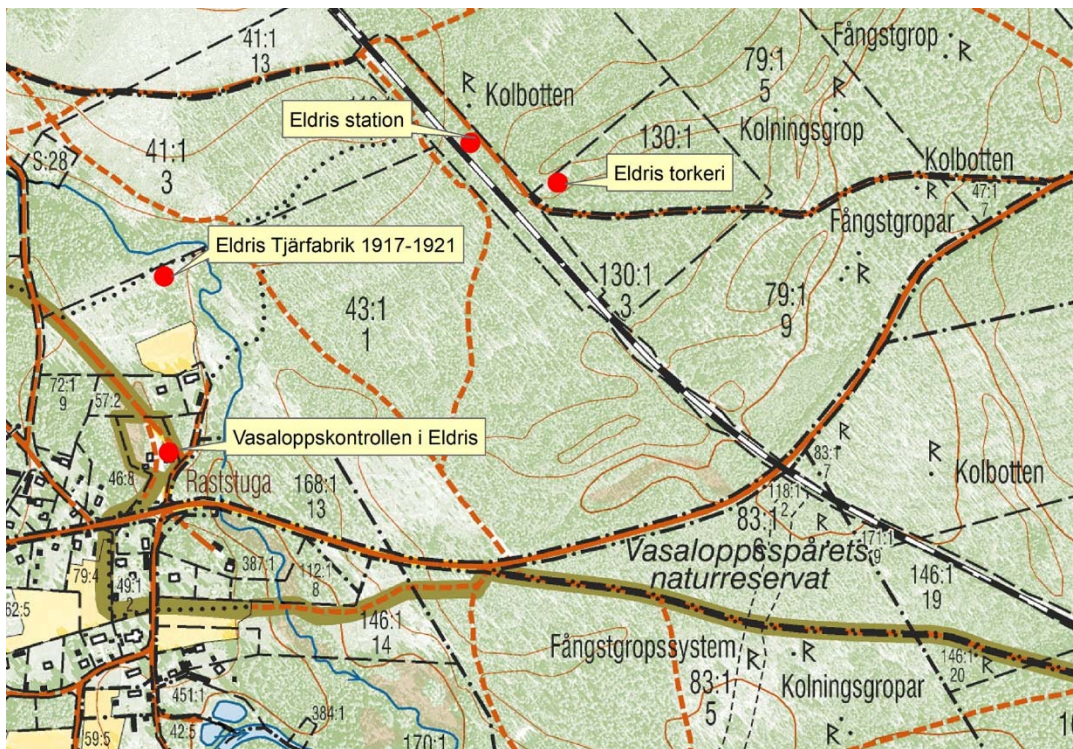 41:1
13
Fångstgrop
R
79:1
5
R
Kolbotten
R
Eldris station
130:1
Kolningsgrop
Kolbotten
R
47:1
7
S:28
41:1
3
Eldris torkeri
Fångstgropar
R
R
Eldris Tjärfabrik 1917-1921
130:1
3
79:1
9
43:1
1
72:1
9
57:2
Vasaloppskontrollen i Eldris
46:8
Raststuga
168:1
13
83:1
7
R
R
Kolbotten
118:1
2
83:1
6
R
171:1
9
Vasaloppsspårets
naturreservat
146:1
19
387:1
112:1
8
79:4
49:1
2
62:5
146:1
14
Fångstgropssystem
R
83:1
5
Kolningsgropar
R
146:1
20
R
451:1
384:1
42:5
59:5
170:1